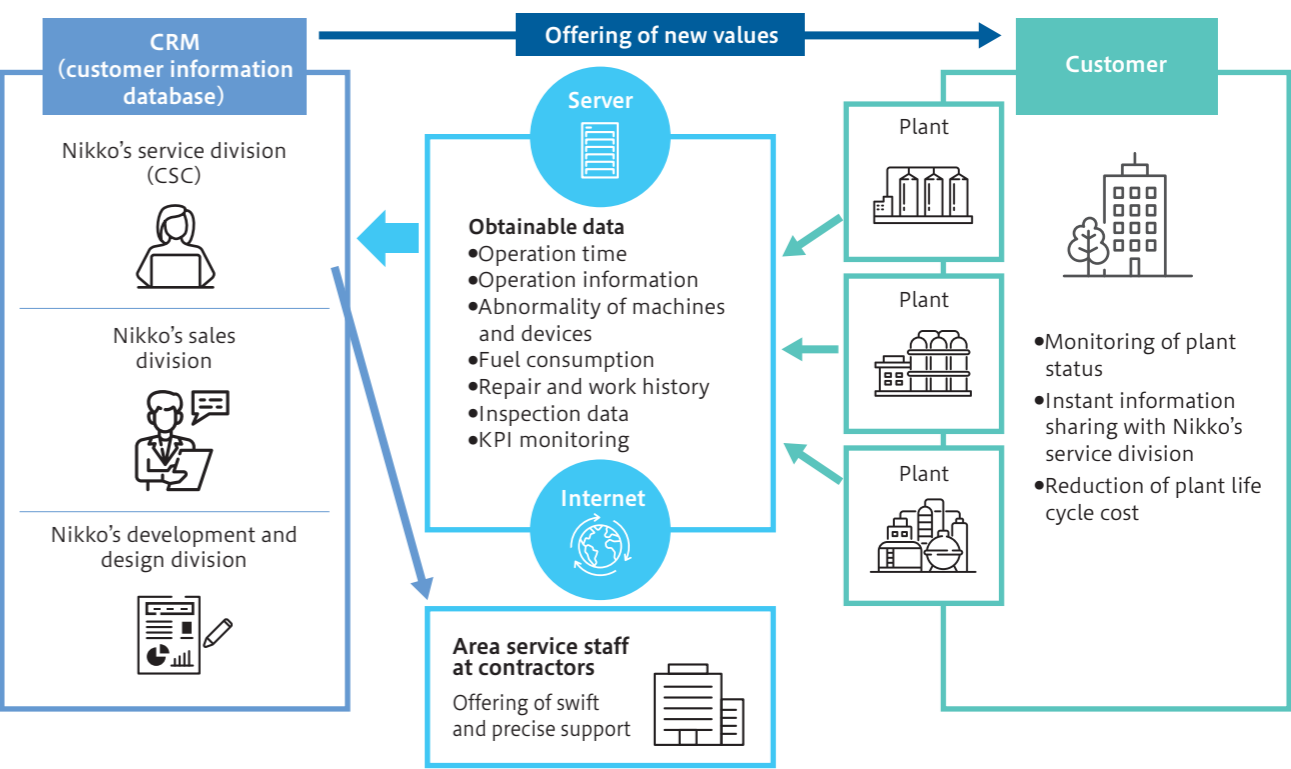 CRM
(customer information
database)
Nikko's service division
(CSC)
Nikko's sales
division
Nikko's development and
design division
Offering of new values
Server
Obtainable data
●Operation time
●Operation information
●Abnormality of machines
and devices
●Fuel consumption
●Repair and work history
●Inspection data
●KPI monitoring
Internet
Area service staff
at contractors
Offering of swift
and precise support
Plant
Plant
Plant
Customer
●Monitoring of plant
status
●Instant information
sharing with Nikko's
service division
●Reduction of plant life
cycle cost